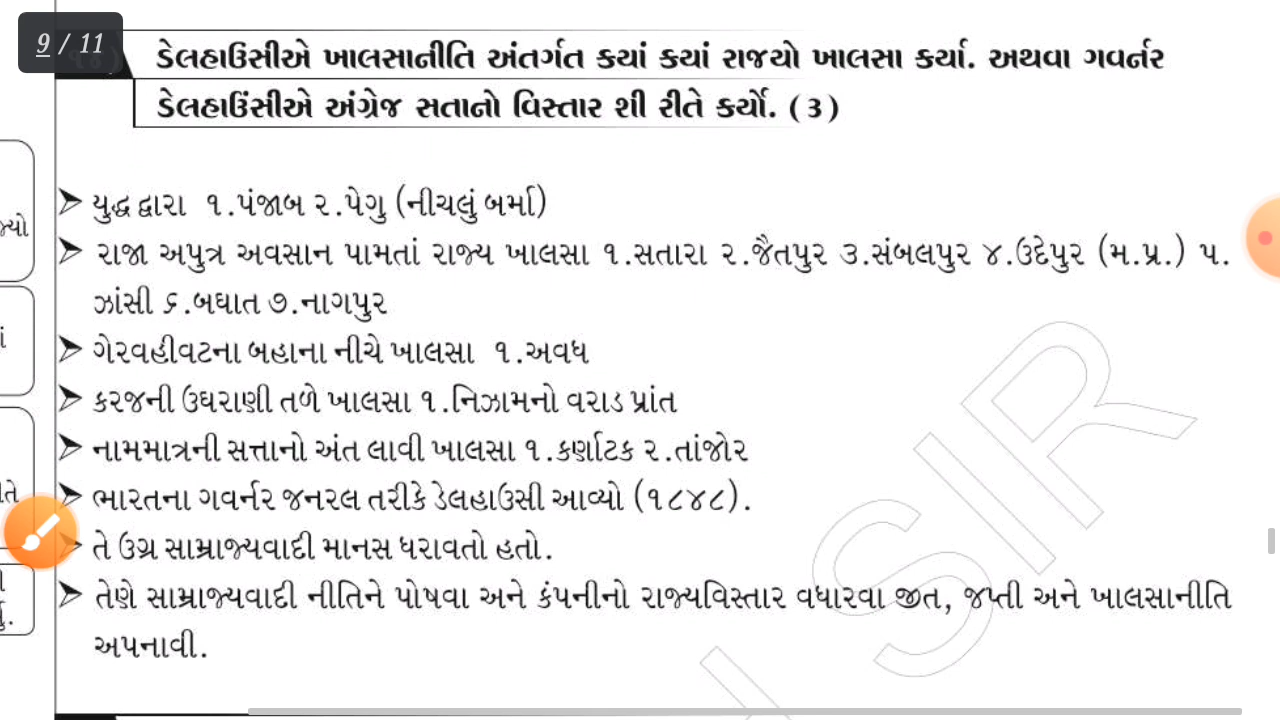 9 / 11
ડેલહાઉસીએ ખાલસાનીતિ અંતર્ગત કયાં કયાં રાજયો ખાલસા કર્યા. અથવા ગવર્નર
ડેલહાઉંસીએ અંગ્રેજ સતાનો વિસ્તાર શી રીતે કર્યો. (૩)
➤ યુદ્ધ દ્વારા ૧.પંજાબ ૨.પેગુ (નીચલું બર્મા)
➤ રાજા અપુત્ર અવસાન પામતાં રાજ્ય ખાલસા ૧.સતારા ૨.જૈતપુર ૩.સંબલપુર ૪.ઉદેપુર (મ.પ્ર.) ૫.
ઝાંસી ૬.બઘાત ૭.નાગપુર
➤ ગેરવહીવટના બહાના નીચે ખાલસા ૧.અવધ
➤ કરજની ઉઘરાણી તળે ખાલસા ૧.નિઝામનો વરાડ પ્રાંત
➤ નામમાત્રની સત્તાનો અંત લાવી ખાલસા ૧.કર્ણાટક ૨.તાંજોર
➤ ભારતના ગવર્નર જનરલ તરીકે ડેલહાઉસી આવ્યો (૧૮૪૮).
➤ તે ઉગ્ર સામ્રાજ્યવાદી માનસ ધરાવતો હતો.
➤ તેણે સામ્રાજ્યવાદી નીતિને પોષવા અને કંપનીનો રાજ્યવિસ્તાર વધારવા જીત, જપ્તી અને ખાલસાનીતિ
અપનાવી.
SIR